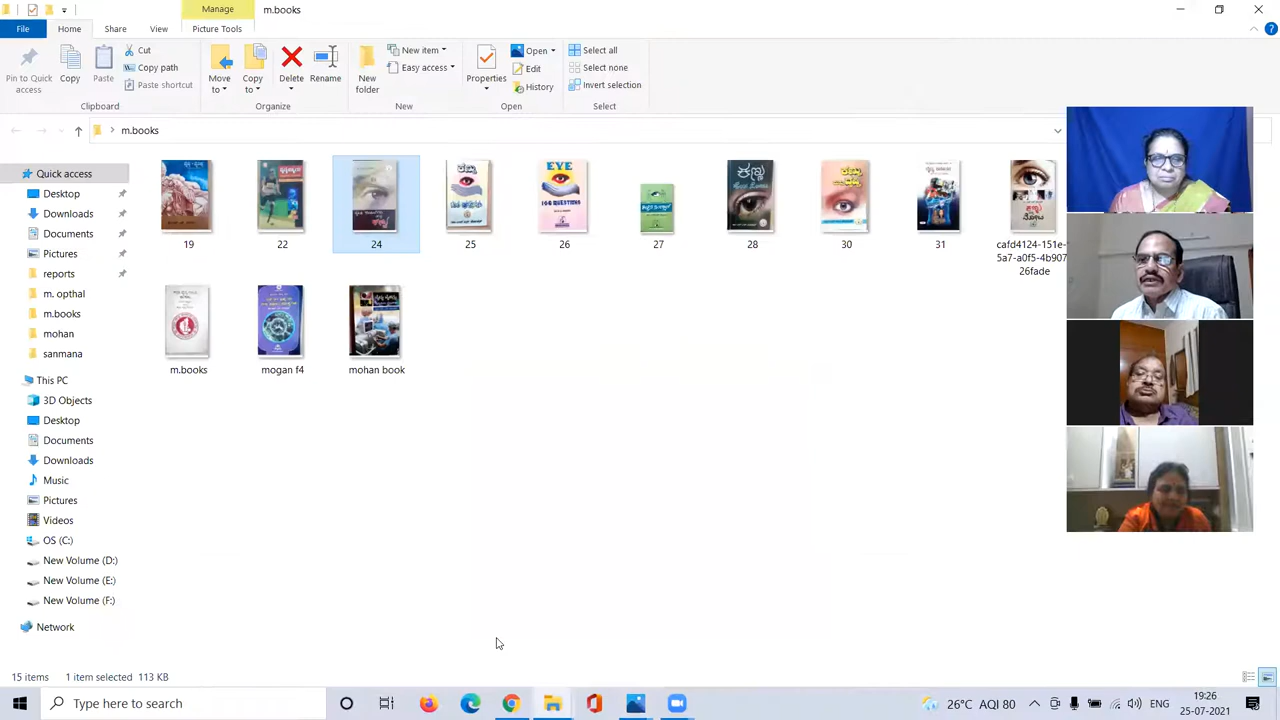 Manage
m.books
File
Home
Share
View
Picture Tools
Pin to Quick
access
Copy
Paste
Cut
Copy path
Paste shortcut
Move
to
Copy
to
Delete
Rename
New
folder
New item
Easy access
Properties
Open
Edit
History
Select all
Select none
Invert selection
Clipboard
Organize
New
Open
Select
m.books
Quick access
Desktop
Downloads
Documents
Pictures
reports
m. opthal
m.books
mohan
sanmana
This PC
3D Objects
Desktop
Documents
Downloads
Music
Pictures
Videos
OS (C:)
New Volume (D:)
New Volume (E:)
New Volume (F:)
Network
EYE
19
22
24
25
26
27
28
30
31
cafd4124-151e-
5a7-a0f5-4b907
26fade
m.books
mogan f4
mohan book
15 items
1 item selected 113 KB
Type here to search
26°C AQI 80
ENG
19:26
25-07-2021